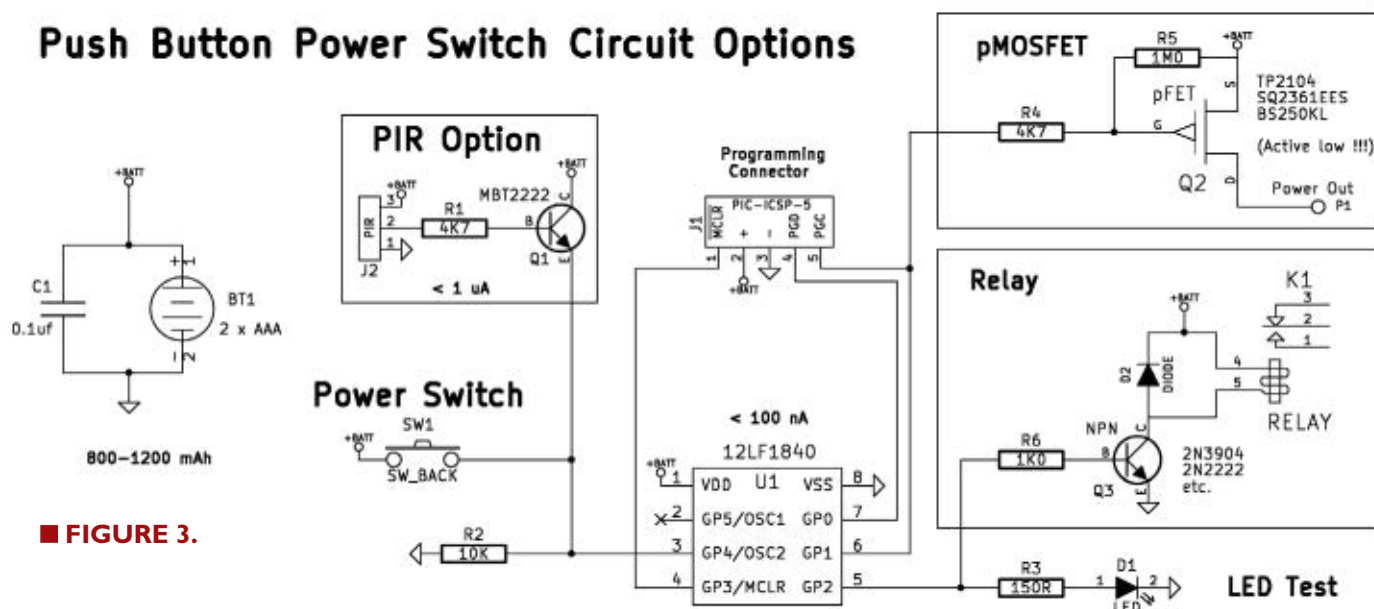 Push Button Power Switch Circuit Options
+BATT
C1
0.1uf
+
1
BT1
2 x AAA
−
2
800-1200 mAh
■ FIGURE 3.
PIR Option
+BATT
3
2
1
PIR
J2
R1
4K7
MBT2222
+BATT
C
B
E
Q1
< 1 uA
Power Switch
+BATT
SW1
SW_BACK
R2
10K
Programming
Connector
PIC-ICSP-5
J1
MCLR
+
−
PGD
PGC
1
2
3
4
5
+BATT
< 100 nA
12LF1840
+BATT
1 VDD U1 VSS 8
2 GP5/OSC1 GP0 7
3 GP4/OSC2 GP1 6
4 GP3/MCLR GP2 5
pMOSFET
R5
1M0
+BATT
R4
4K7
pFET
G
S
D
Q2
TP2104
SQ2361EES
BS250KL
(Active low !!!)
Power Out
P1
Relay
+BATT
D2
DIODE
K1
3
2
1
4
5
RELAY
R6
1K0
NPN
C
B
E
Q3
2N3904
2N2222
etc.
R3
150R
D1
1
2
LED
LED Test